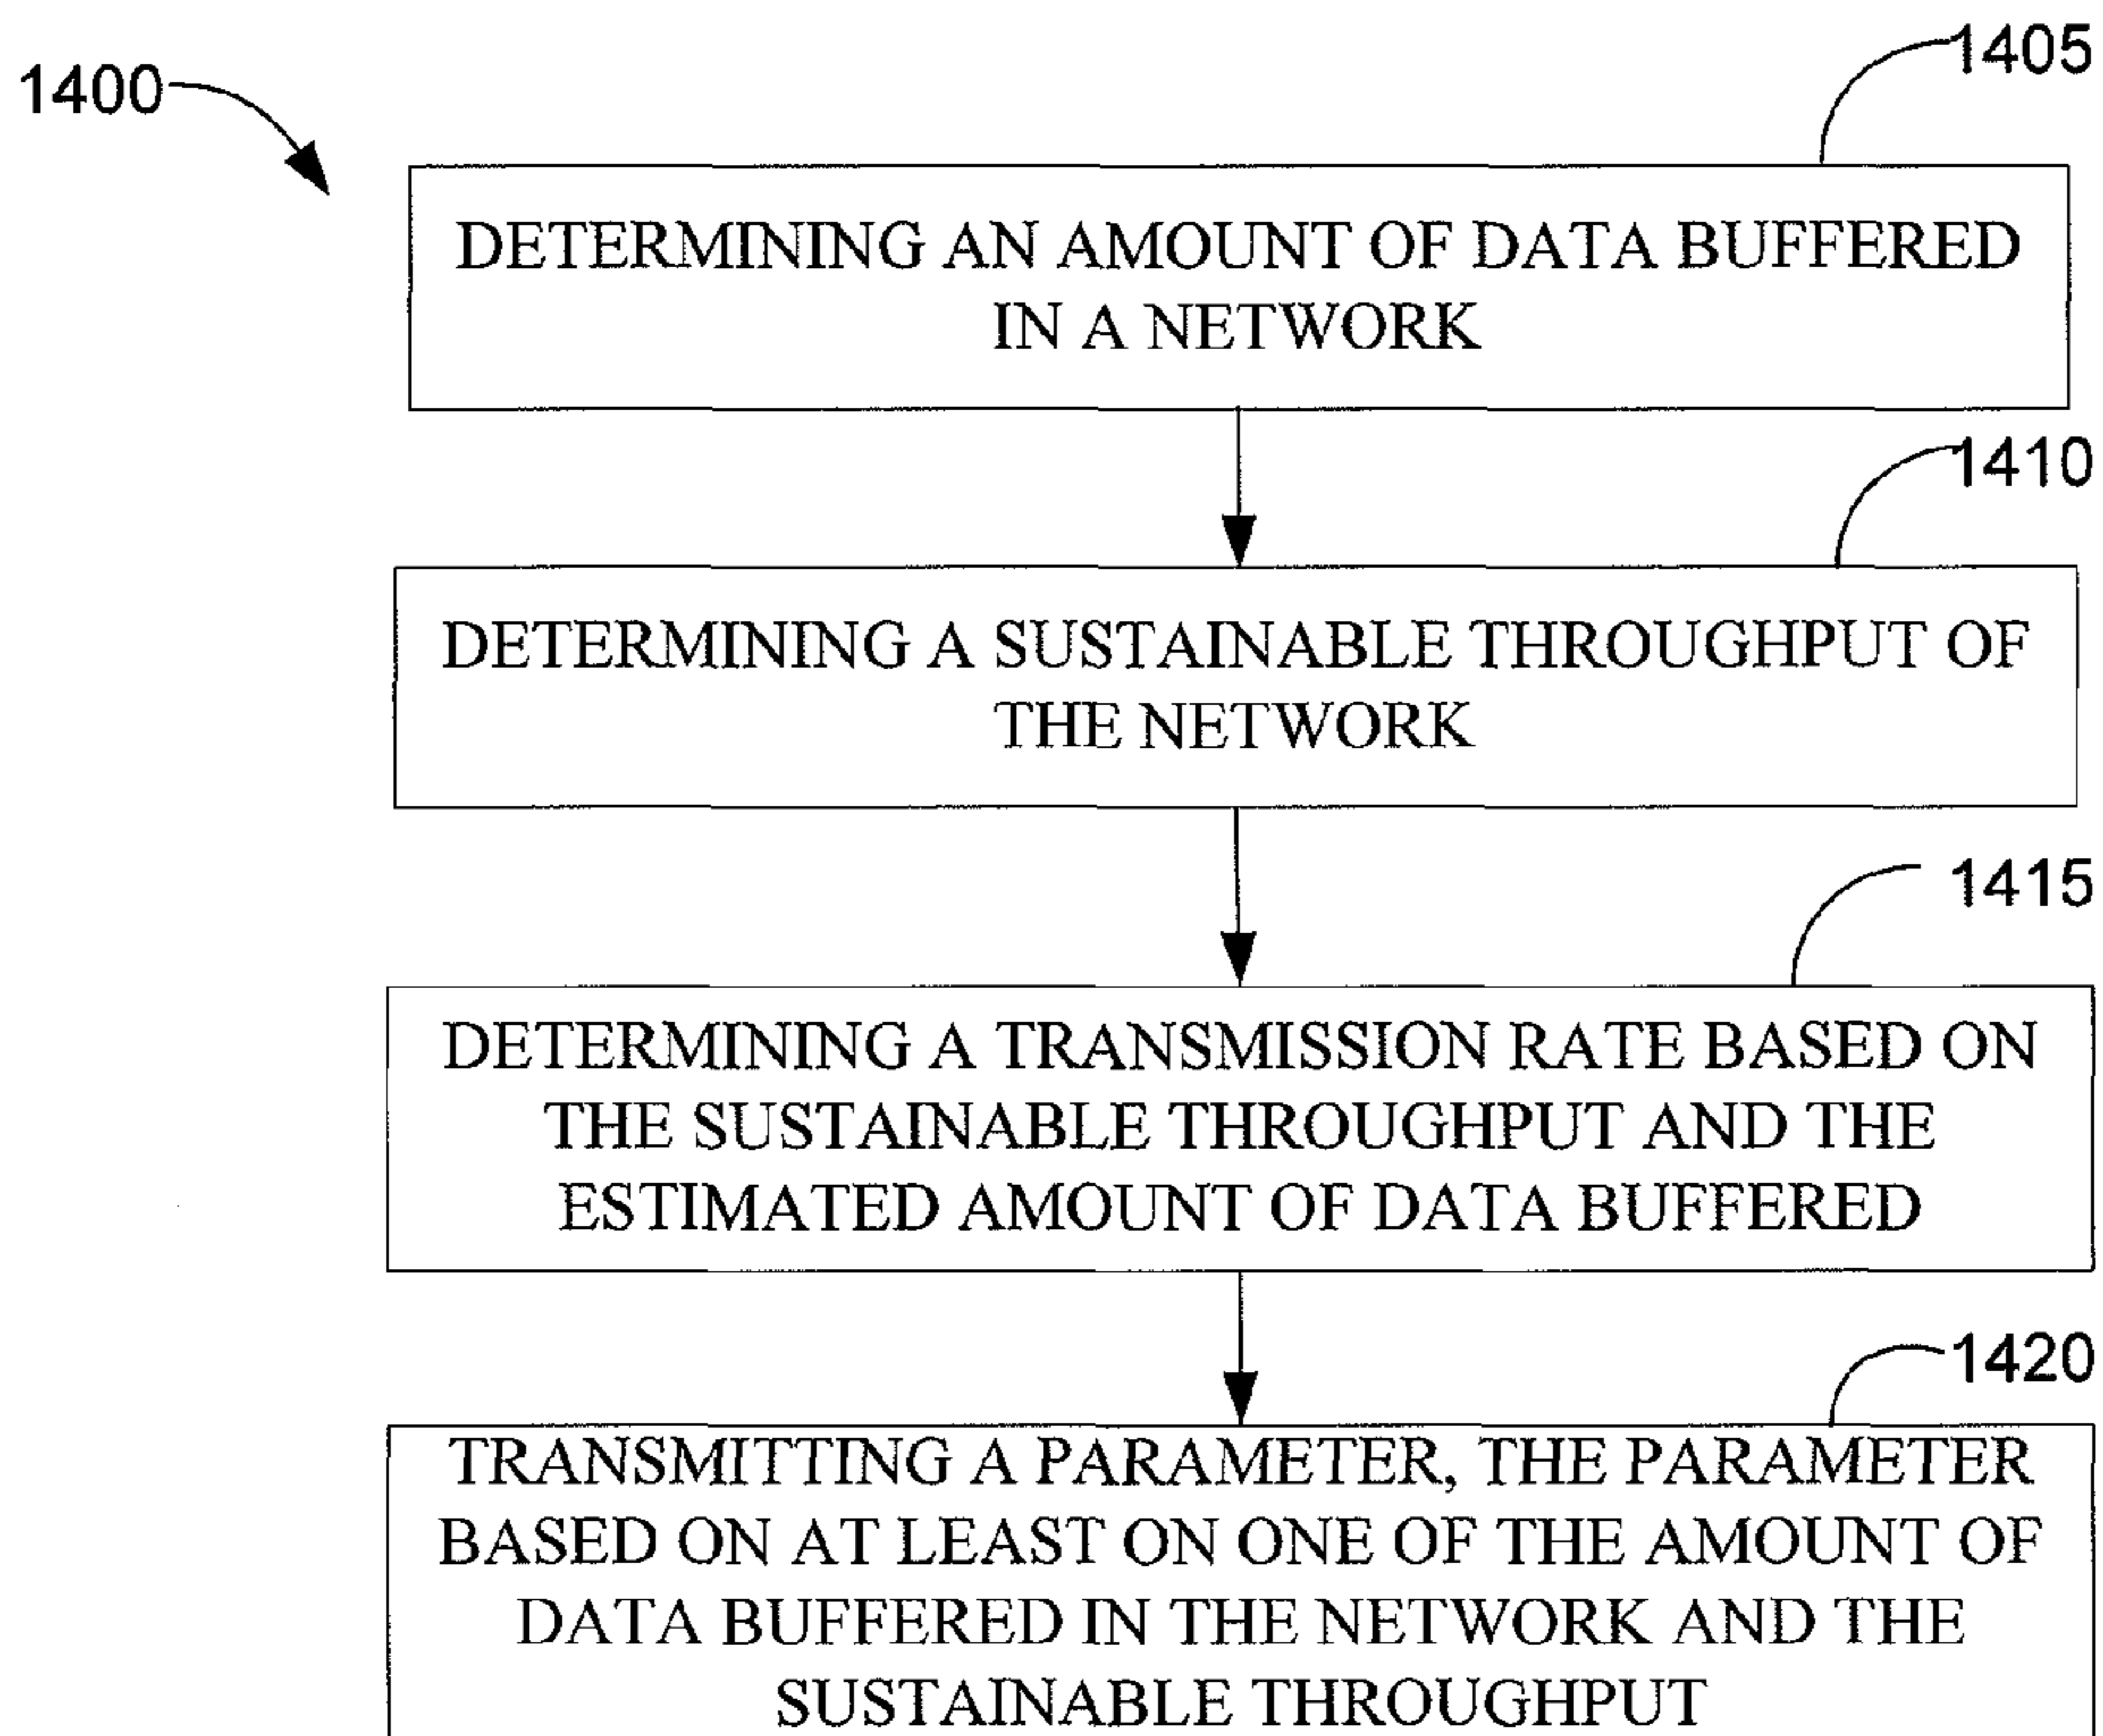 1400
1405
DETERMINING AN AMOUNT OF DATA BUFFERED
IN A NETWORK
1410
DETERMINING A SUSTAINABLE THROUGHPUT OF
THE NETWORK
1415
DETERMINING A TRANSMISSION RATE BASED ON
THE SUSTAINABLE THROUGHPUT AND THE
ESTIMATED AMOUNT OF DATA BUFFERED
1420
TRANSMITTING A PARAMETER, THE PARAMETER
BASED ON AT LEAST ON ONE OF THE AMOUNT OF
DATA BUFFERED IN THE NETWORK AND THE
SUSTAINABLE THROUGHPUT